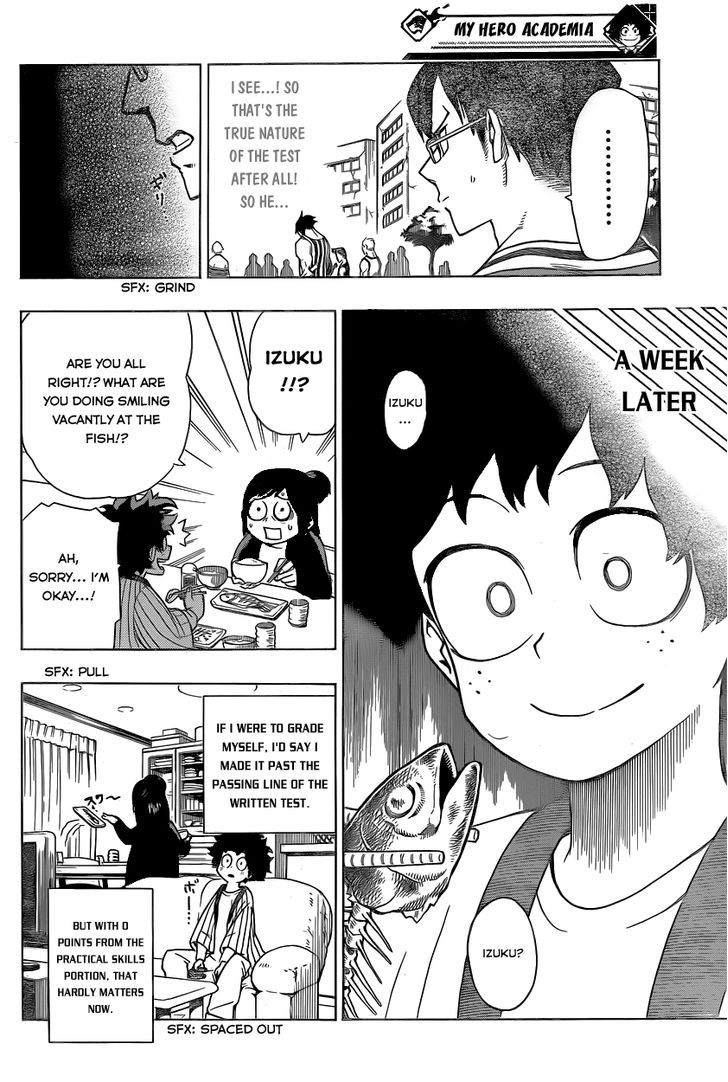 MY HERO ACADEMIA
..........
I SEE...! SO
THAT'S THE
TRUE NATURE
OF THE TEST
AFTER ALL!
SO HE...
SFX: GRIND
A WEEK
LATER
IZUKU
...
IZUKU?
IZUKU
!!?
ARE YOU ALL
RIGHT!? WHAT ARE
YOU DOING SMILING
VACANTLY AT THE
FISH!?
AH,
SORRY... I'M
OKAY...!
SFX: PULL
IF I WERE TO GRADE
MYSELF, I'D SAY I
MADE IT PAST THE
PASSING LINE OF THE
WRITTEN TEST.
BUT WITH 0
POINTS FROM THE
PRACTICAL SKILLS
PORTION, THAT
HARDLY MATTERS
NOW.
SFX: SPACED OUT